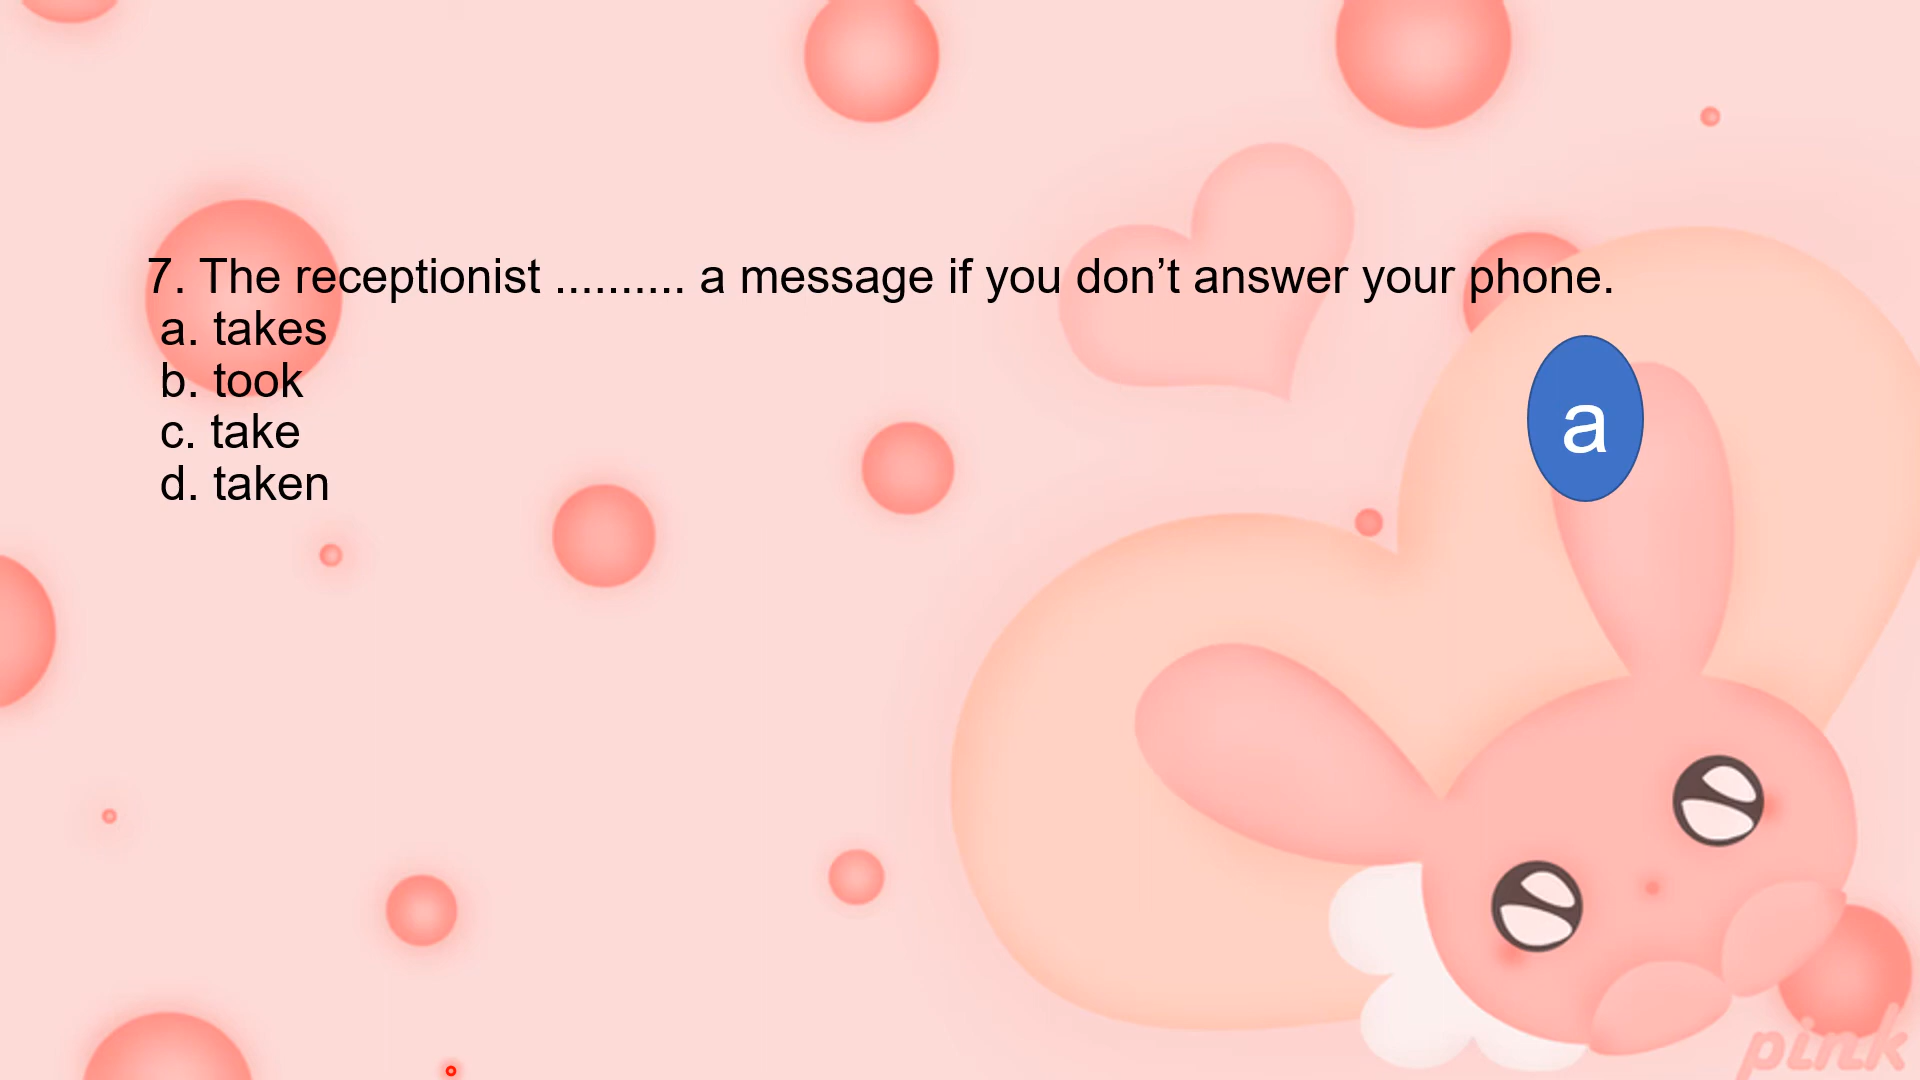 7. The receptionist .......... a message if you don’t answer your phone.
a. takes
b. took
c. take
d. taken
a
pink